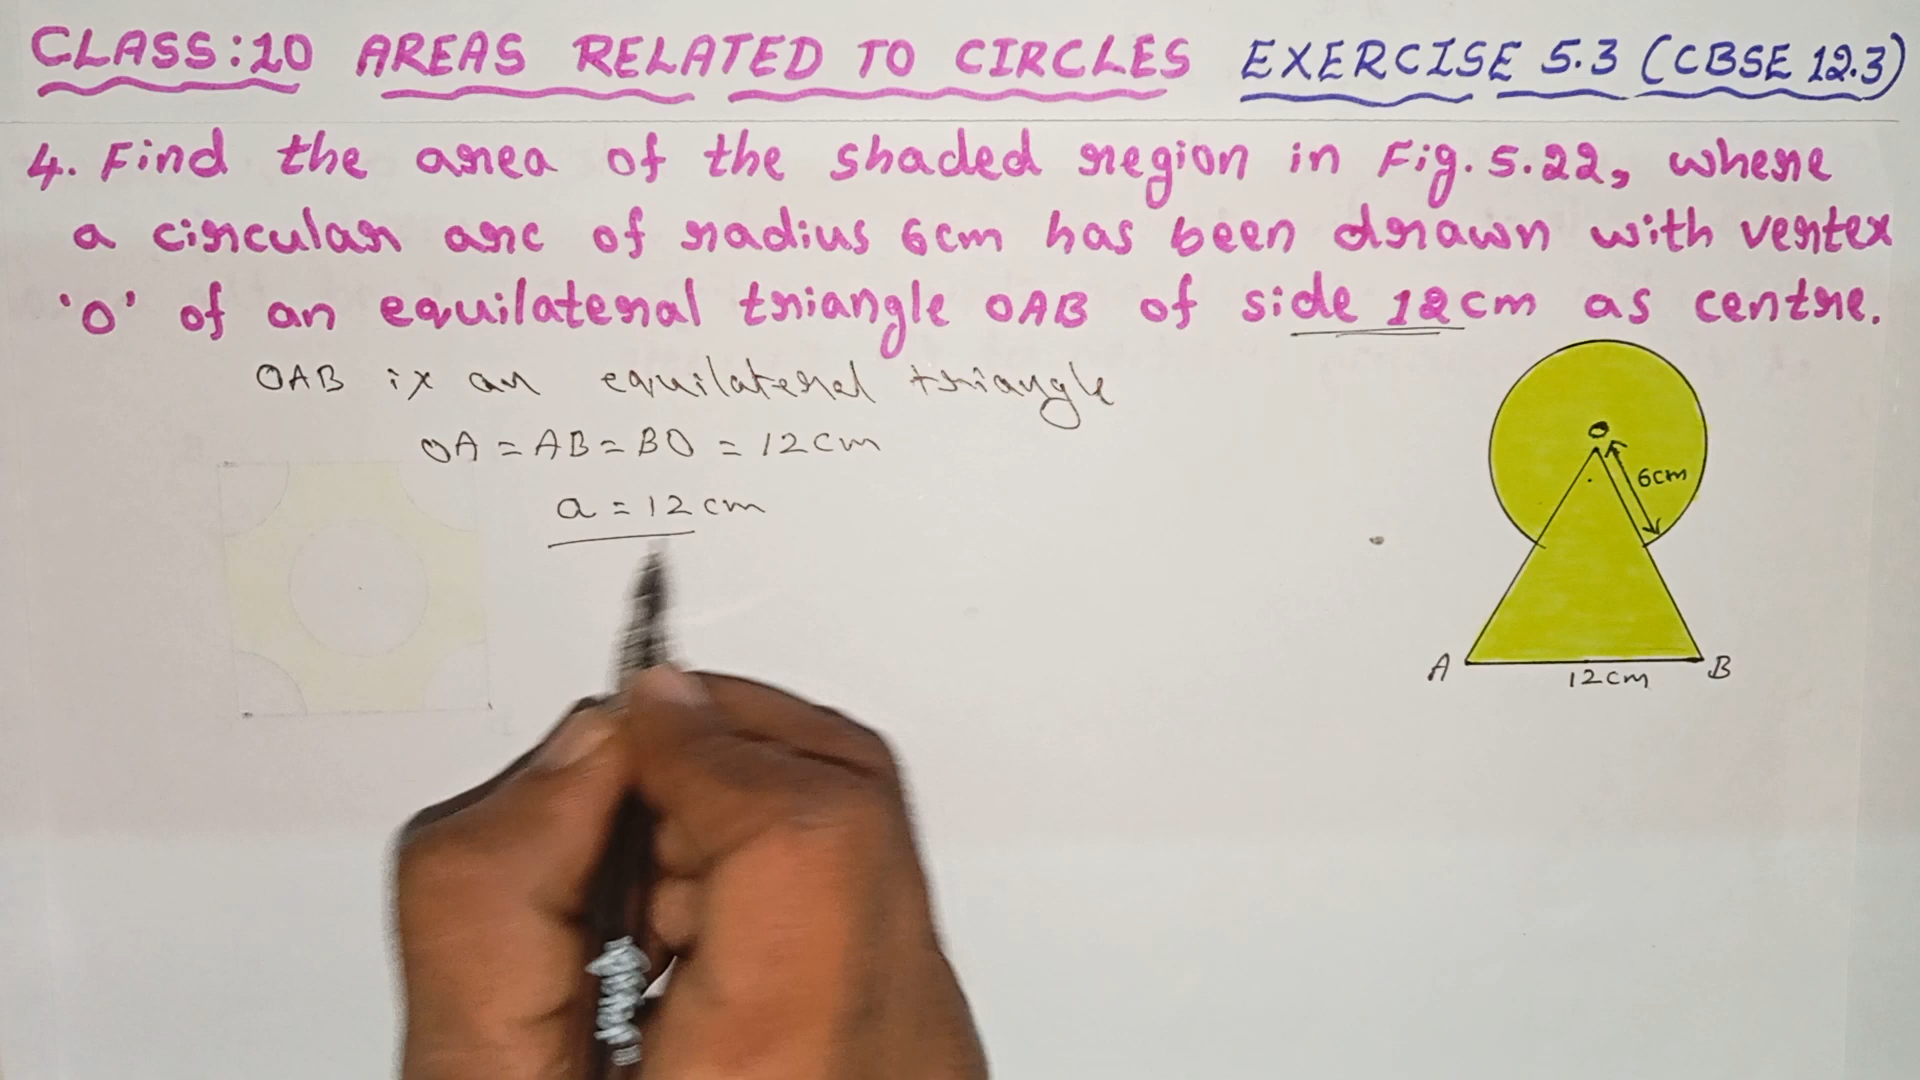 CLASS:10 AREAS RELATED TO CIRCLES EXERCISE 5.3 (CBSE 12.3)
4. Find the area of the shaded region in Fig. 5.22, where
a circular arc of radius 6cm has been drawn with vertex
'O' of an equilateral triangle OAB of side 12cm as centre.
OAB is an equilateral triangle
OA = AB = BO = 12cm
a = 12cm
O
6cm
A
B
12cm